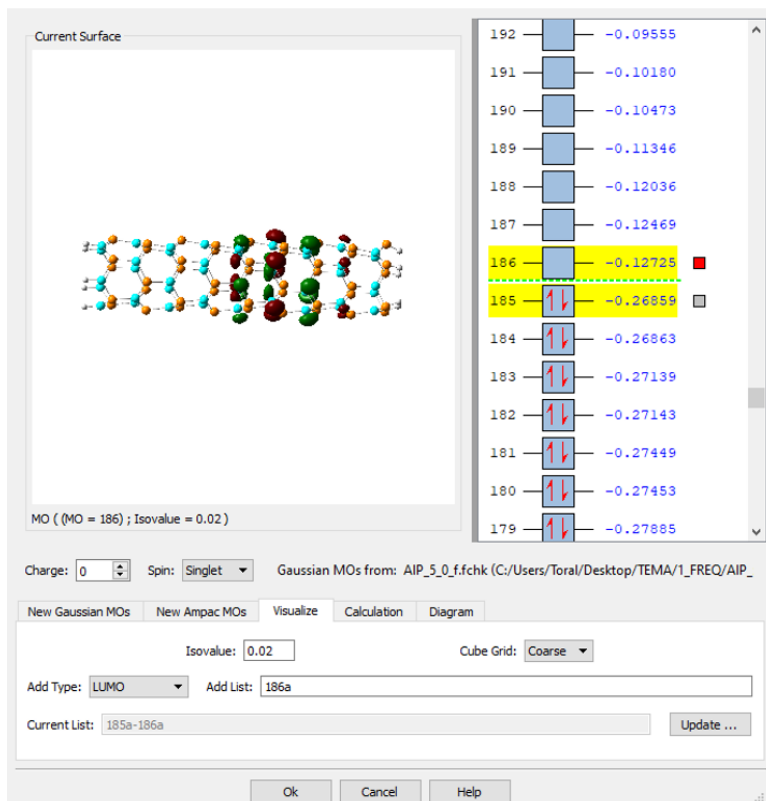 Current Surface
192 -0.09555
191 -0.10180
190 -0.10473
189 -0.11346
188 -0.12036
187 -0.12469
186 -0.12725
185 -0.26859
184 -0.26863
183 -0.27139
182 -0.27143
181 -0.27449
180 -0.27453
179 -0.27885
MO ( (MO = 186) ; Isovalue = 0.02 )
Charge: 0 Spin: Singlet Gaussian MOs from: AIP_5_0_f.fchk (C:/Users/Toral/Desktop/TEMA/1_FREQ/AIP_
New Gaussian MOs New Ampac MOs Visualize Calculation Diagram
Isovalue: 0.02 Cube Grid: Coarse
Add Type: LUMO Add List: 186a
Current List: 185a-186a Update ...
Ok Cancel Help